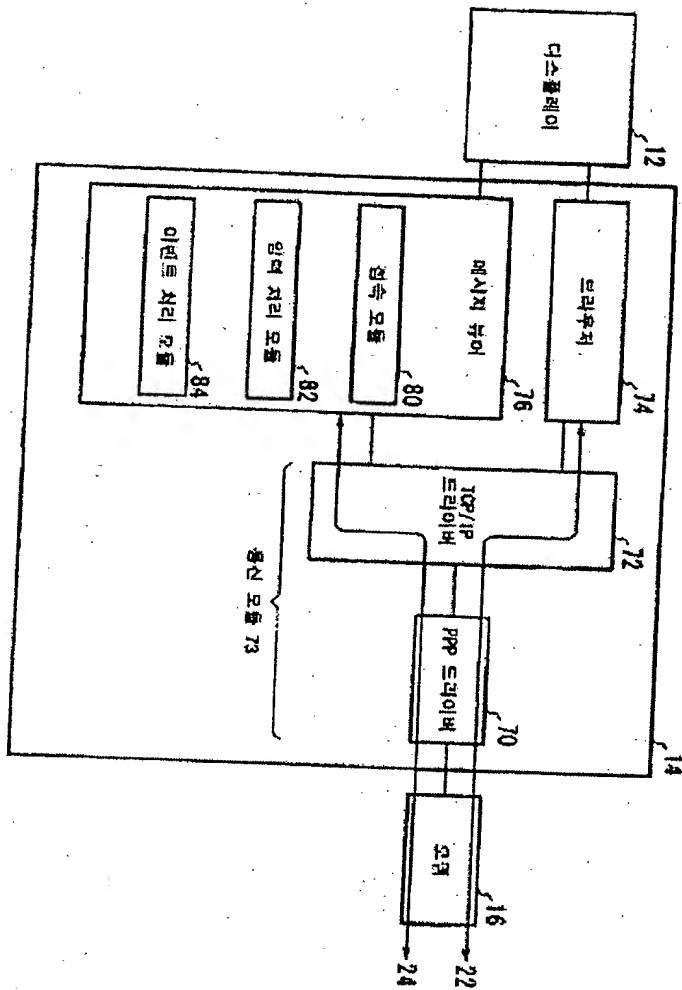 디스플레이
12
14
브라우저
74
메시지 뷰어
76
접속 모듈
80
입력 처리 모듈
82
이벤트 처리 모듈
84
TCP/IP
드라이버
72
통신 모듈 73
PPP 드라이버
70
모뎀
16
22
24